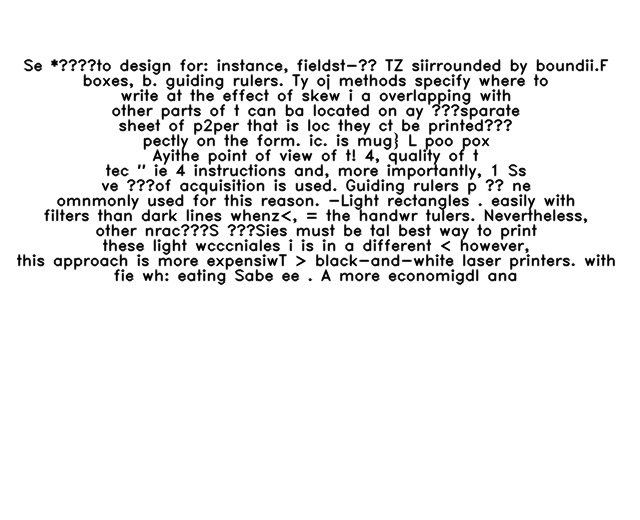 Se *????to design for: instance, fieldst-?? TZ siirrounded by boundii.F
boxes, b. guiding rulers. Ty oj methods specify where to
write at the effect of skew i a overlapping with
other parts of t can ba located on ay ???sparate
sheet of p2per that is loc they ct be printed???
pectly on the form. ic. is mug} L poo pox
Ayithe point of view of t! 4, quality of t
tec " ie 4 instructions and, more importantly, 1 Ss
ve ???of acquisition is used. Guiding rulers p ?? ne
omnmonly used for this reason. -Light rectangles . easily with
filters than dark lines whenz<, = the handwr tulers. Nevertheless,
other nrac???S ???Sies must be tal best way to print
these light wcccniales i is in a different < however,
this approach is more expensiwT > black-and-white laser printers. with
fie wh: eating Sabe ee . A more economigdl ana